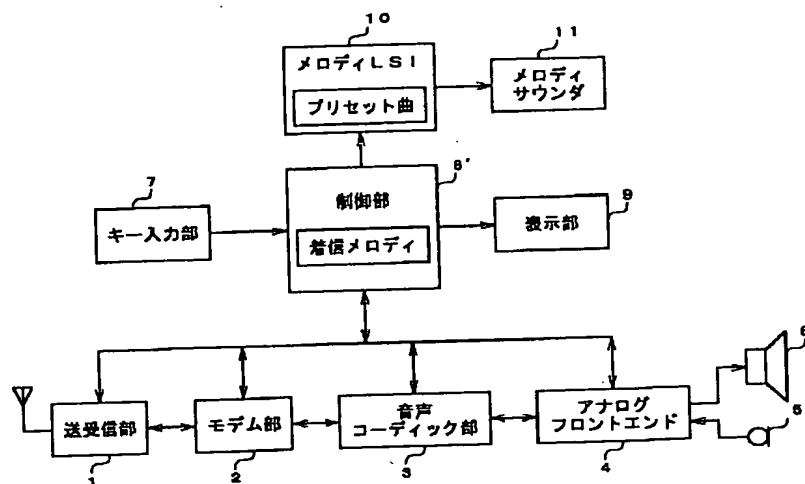 10
メロディLSI
プリセット曲
11
メロディ
サウンダ
8'
制御部
着信メロディ
7
キー入力部
9
表示部
送受信部
1
モデム部
2
音声
コーディック部
3
アナログ
フロントエンド
4
6
5